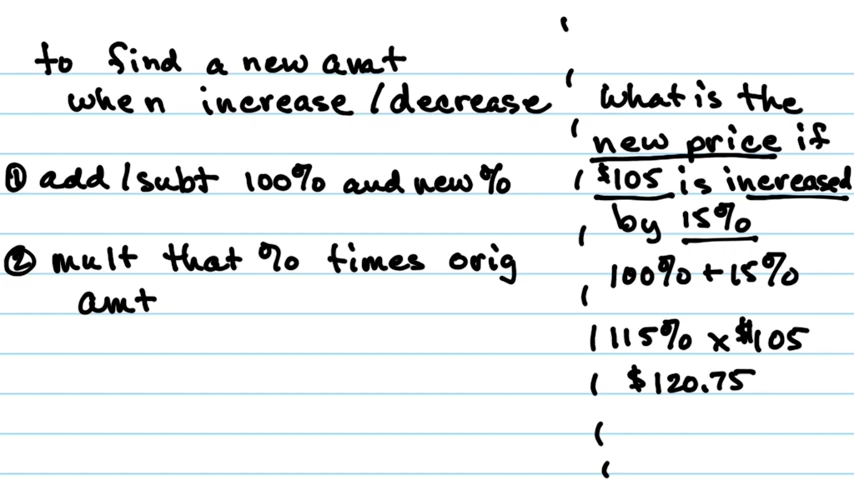 to find a new amt
when increase / decrease
① add / subt 100% and new %
② mult that % times orig
amt
What is the
new price if
$105 is increased
by 15%
100% + 15%
115% x $105
$120.75